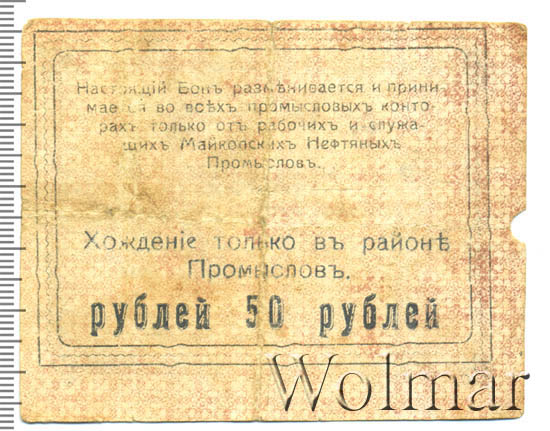 Настоящій Бонъ размѣнивается и прини-
мается во всѣхъ промысловыхъ конто-
рахъ только отъ рабочихъ и служа-
щихъ Майкопскихъ Нефтяныхъ
Промысловъ.
Хожденіе только въ районѣ
Промысловъ.
рублей 50 рублей
Wolmar